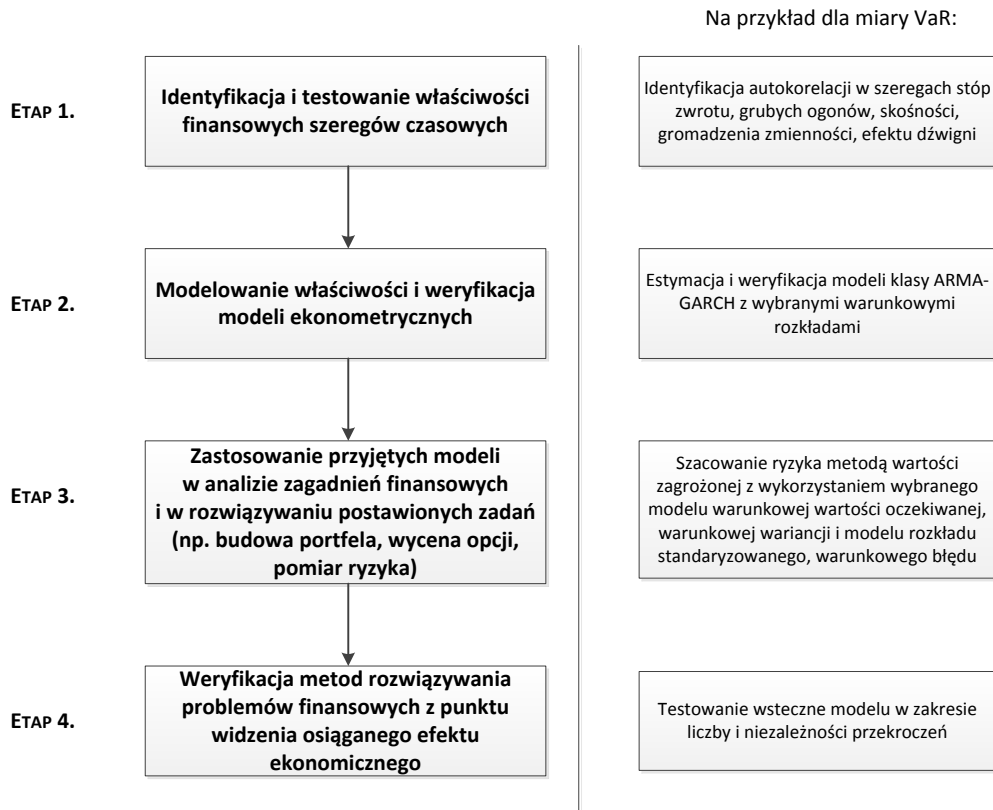 Na przykład dla miary VaR:
ETAP 1.
Identyfikacja i testowanie właściwości
finansowych szeregów czasowych
Identyfikacja autokorelacji w szeregach stóp
zwrotu, grubych ogonów, skośności,
gromadzenia zmienności, efektu dźwigni
ETAP 2.
Modelowanie właściwości i weryfikacja
modeli ekonometrycznych
Estymacja i weryfikacja modeli klasy ARMA-
GARCH z wybranymi warunkowymi
rozkładami
ETAP 3.
Zastosowanie przyjętych modeli
w analizie zagadnień finansowych
i w rozwiązywaniu postawionych zadań
(np. budowa portfela, wycena opcji,
pomiar ryzyka)
Szacowanie ryzyka metodą wartości
zagrożonej z wykorzystaniem wybranego
modelu warunkowej wartości oczekiwanej,
warunkowej wariancji i modelu rozkładu
standaryzowanego, warunkowego błędu
ETAP 4.
Weryfikacja metod rozwiązywania
problemów finansowych z punktu
widzenia osiąganego efektu
ekonomicznego
Testowanie wsteczne modelu w zakresie
liczby i niezależności przekroczeń